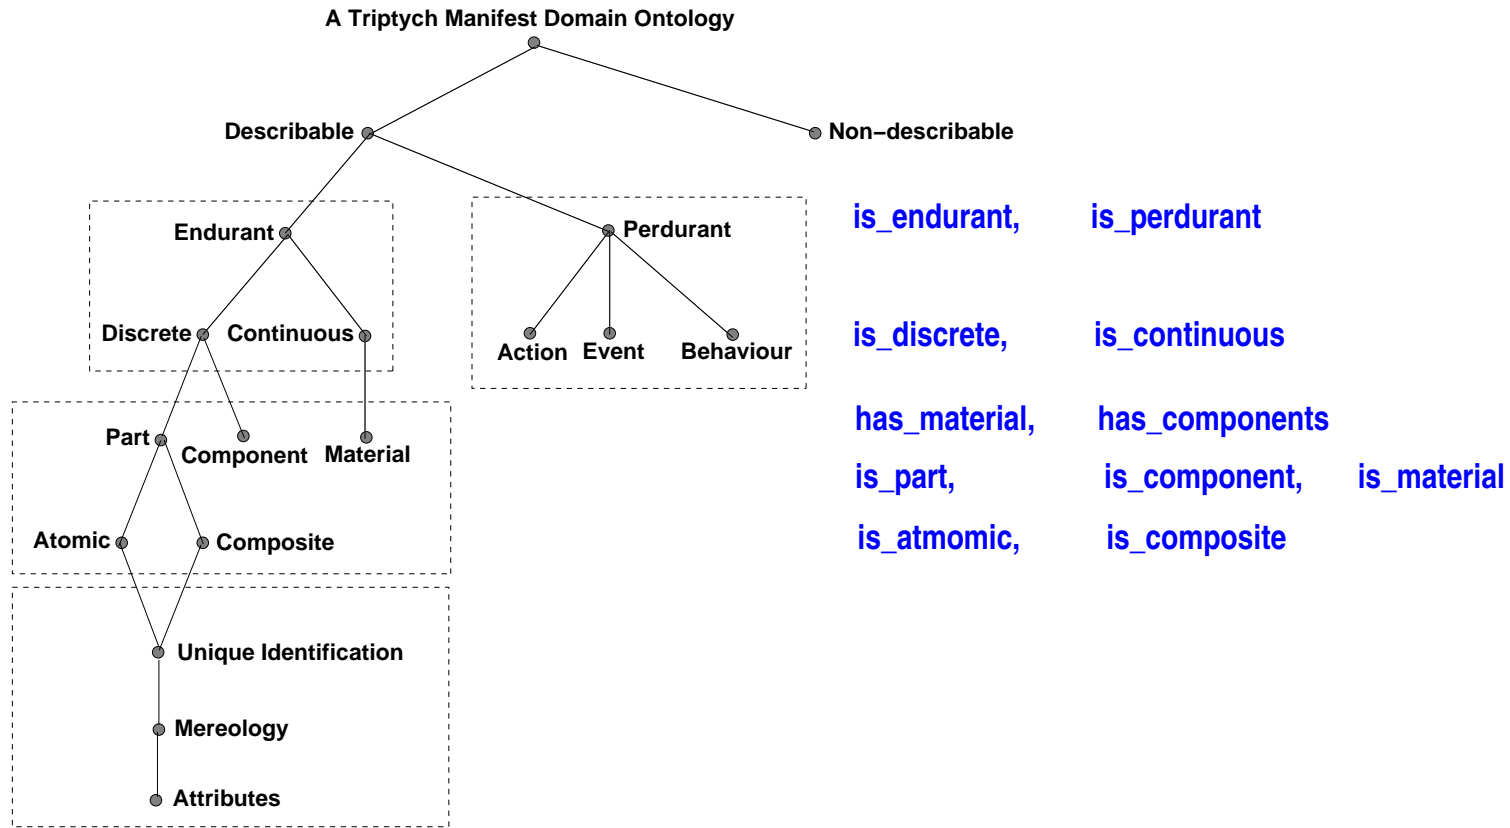 A Triptych Manifest Domain Ontology
Describable Non−describable
is_endurant, is_perdurant
Endurant Perdurant
Discrete Continuous is_discrete, is_continuous
Action Event Behaviour
has_material, has_components
Part Component Material
is_part, is_component, is_material
Atomic Composite is_atmomic, is_composite
Unique Identification
Mereology
Attributes